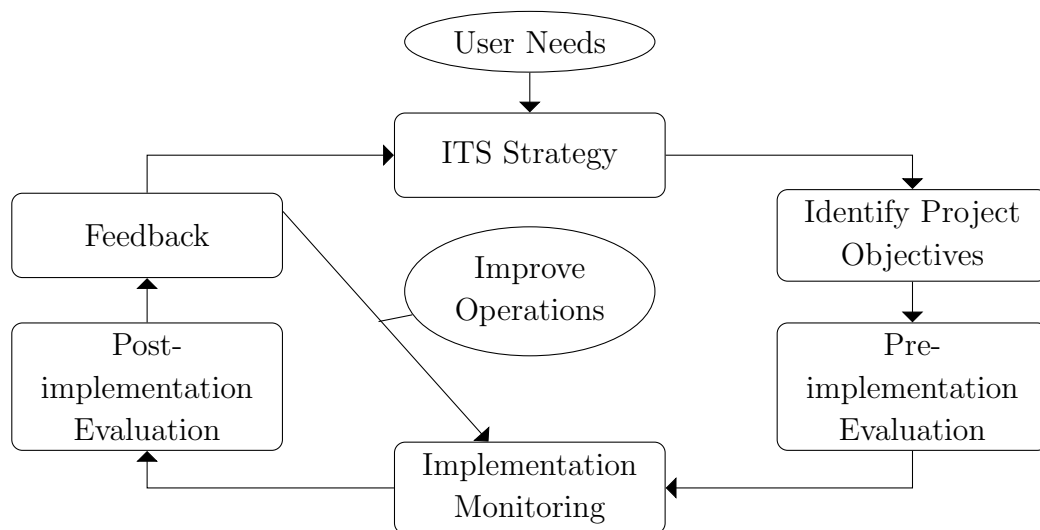 User Needs
ITS Strategy
Identify Project
Objectives
Feedback
Improve
Operations
Post-
implementation
Evaluation
Pre-
implementation
Evaluation
Implementation
Monitoring